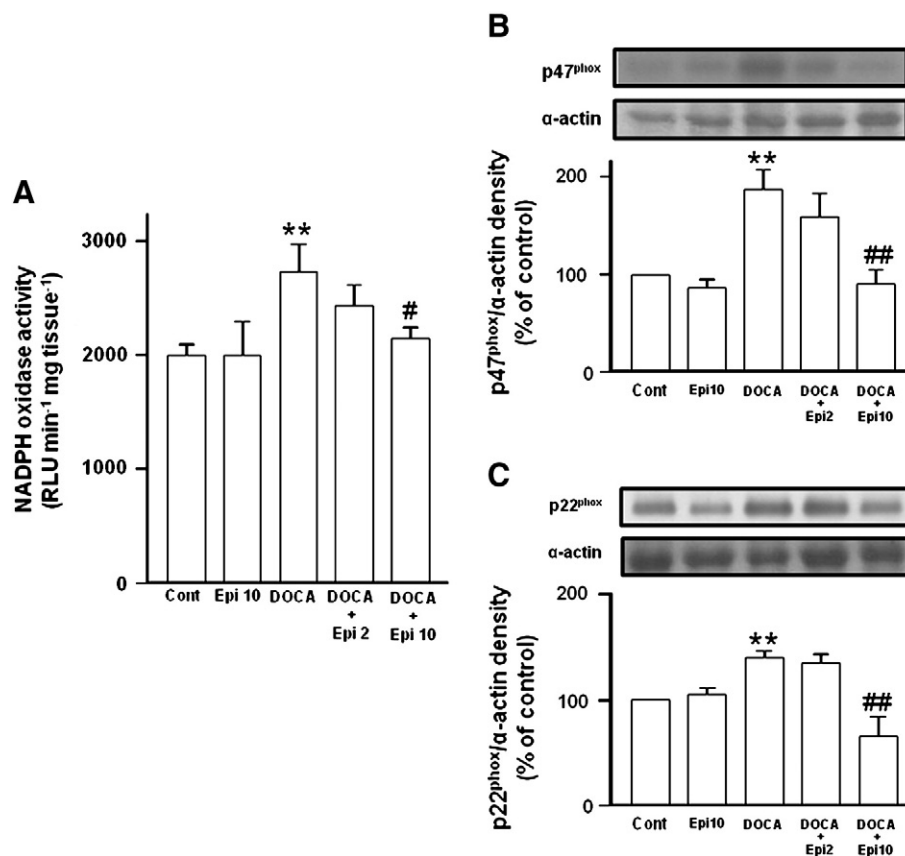 A
NADPH oxidase activity
(RLU min⁻¹ mg tissue⁻¹)
3000
2000
1000
0
**
#
Cont Epi 10 DOCA DOCA + Epi 2 DOCA + Epi 10
B
p47ᵖʰᵒˣ
α-actin
p47ᵖʰᵒˣ/α-actin density
(% of control)
200
100
0
**
##
Cont Epi10 DOCA DOCA + Epi2 DOCA + Epi10
C
p22ᵖʰᵒˣ
α-actin
p22ᵖʰᵒˣ/α-actin density
(% of control)
200
100
0
**
##
Cont Epi10 DOCA DOCA + Epi2 DOCA + Epi10